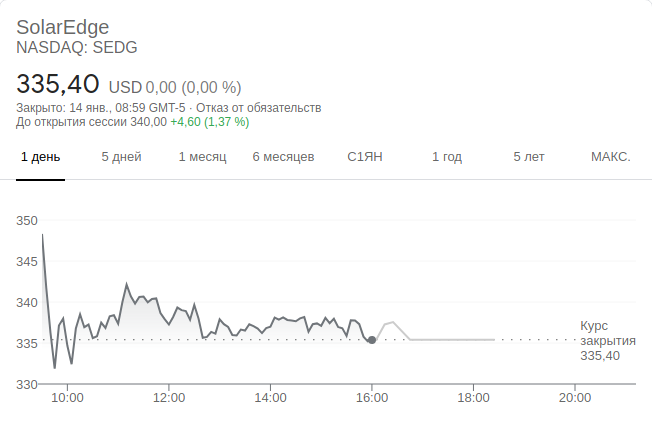 SolarEdge
NASDAQ: SEDG
335,40 USD 0,00 (0,00 %)
Закрыто: 14 янв., 08:59 GMT-5 · Отказ от обязательств
До открытия сессии 340,00 +4,60 (1,37 %)
1 день 5 дней 1 месяц 6 месяцев С1ЯН 1 год 5 лет МАКС.
350
345
340
335
330
Курс
закрытия
335,40
10:00 12:00 14:00 16:00 18:00 20:00